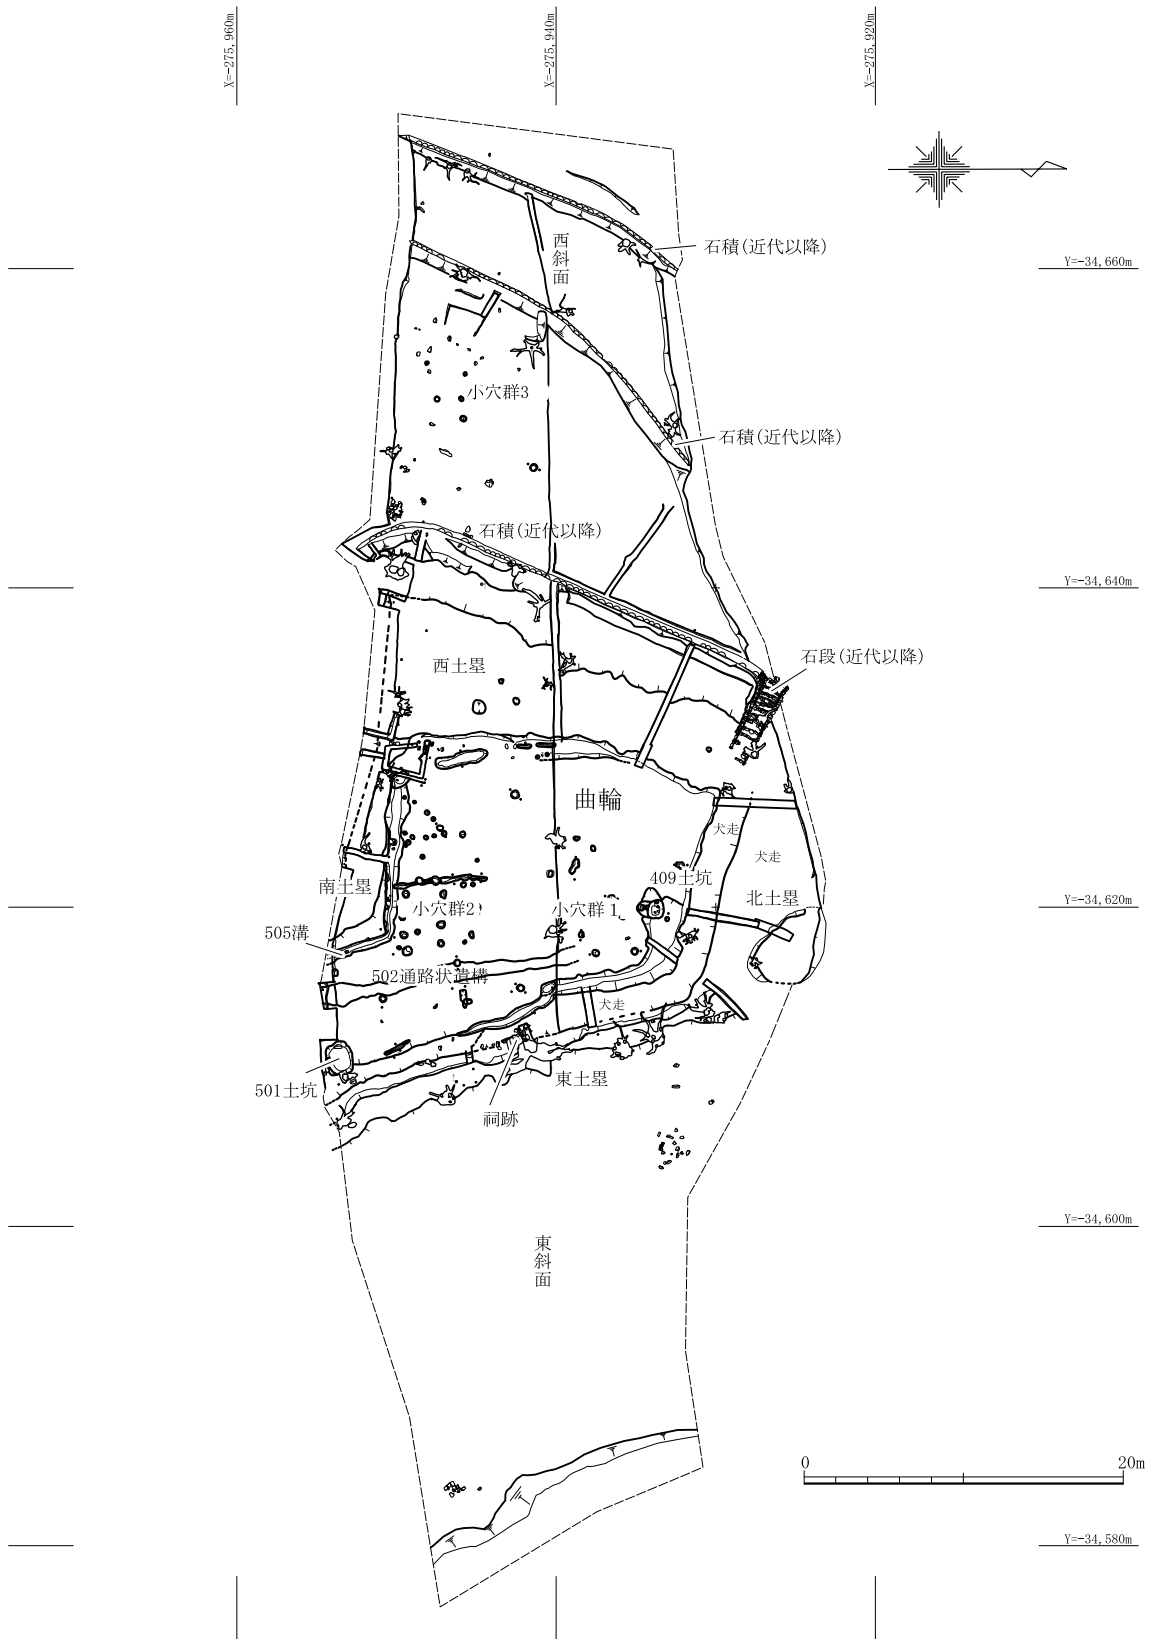 X=-275,960m
X=-275,940m
X=-275,920m
西斜面
石積(近代以降)
Y=-34,660m
小穴群3
石積(近代以降)
石積(近代以降)
Y=-34,640m
西土塁
石段(近代以降)
曲輪
犬走
犬走
南土塁
409土坑
北土塁
小穴群2
小穴群1
Y=-34,620m
505溝
502通路状遺構
犬走
501土坑
東土塁
祠跡
Y=-34,600m
東斜面
0
20m
Y=-34,580m